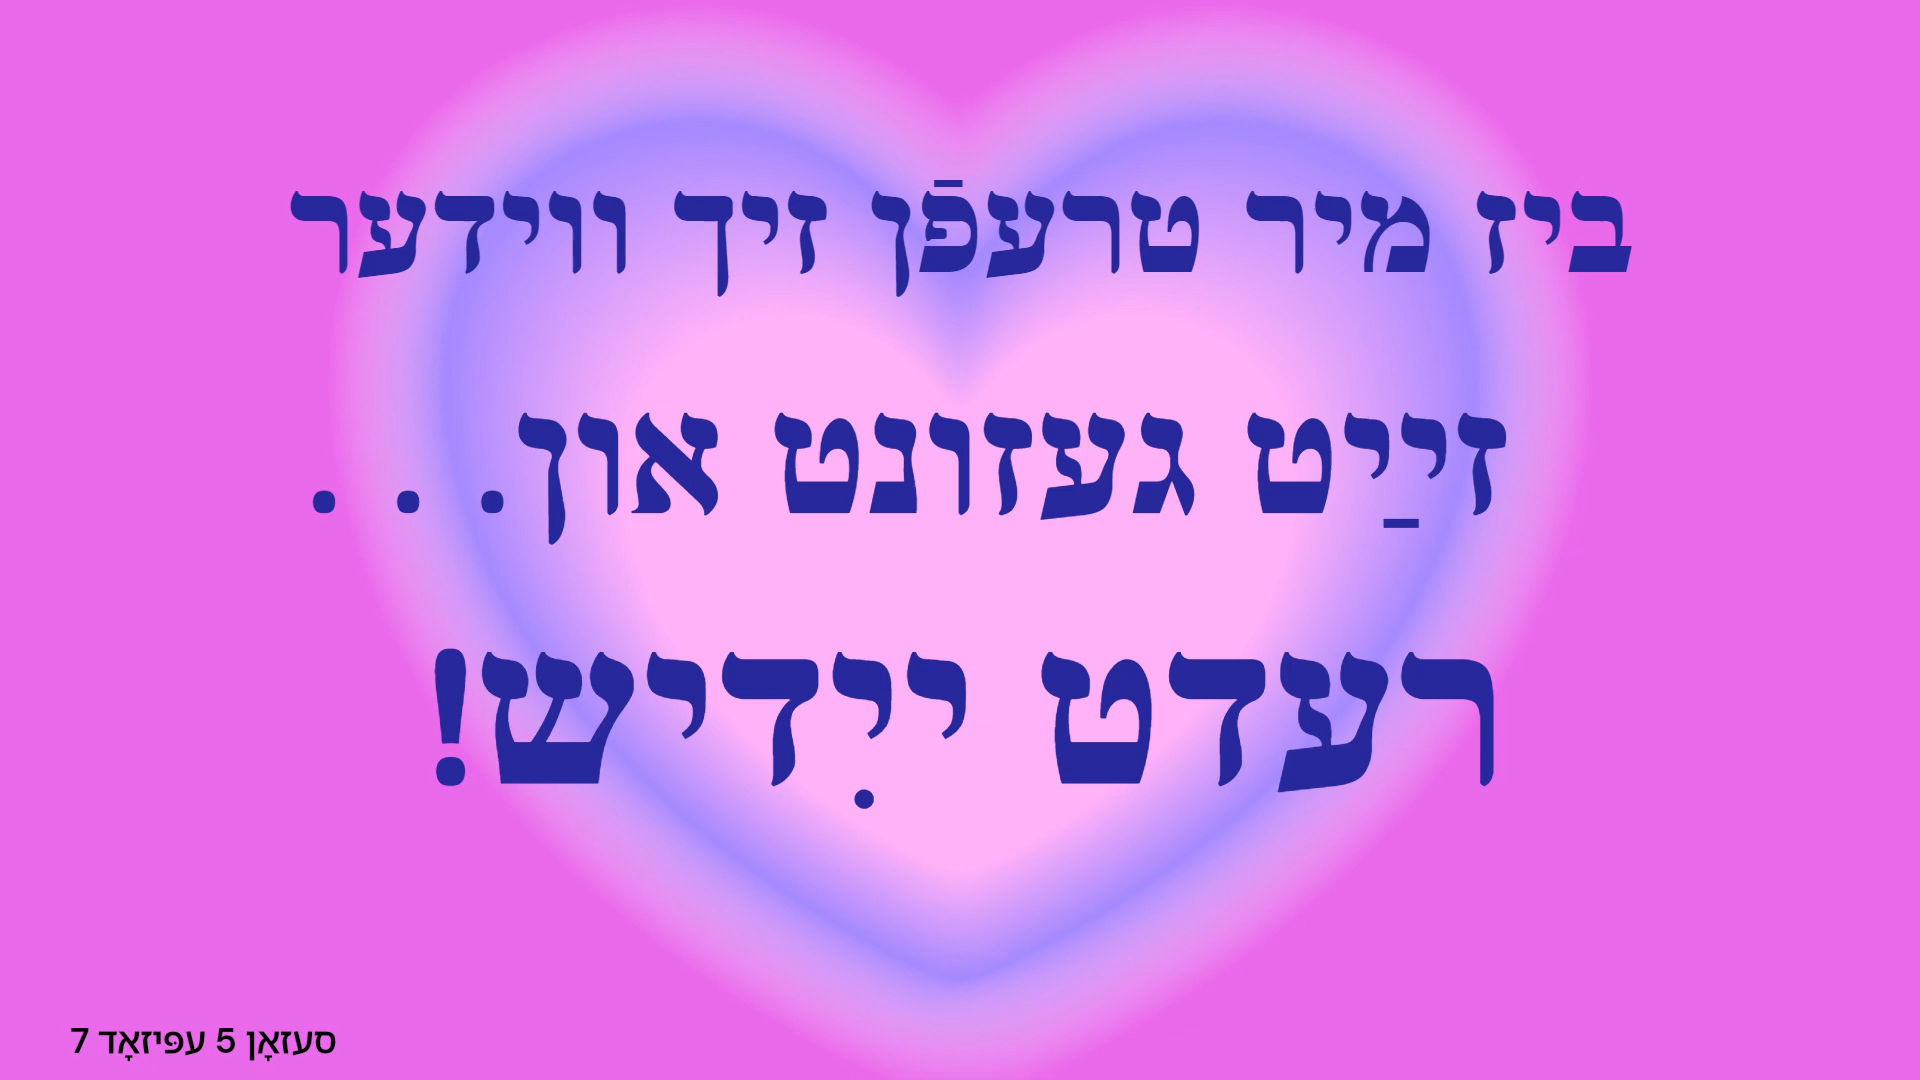 ביז מיר טרעפֿן זיך ווידער
זײַט געזונט און. . .
רעדט ייִדיש!
סעזאָן 5 עפּיזאָד 7